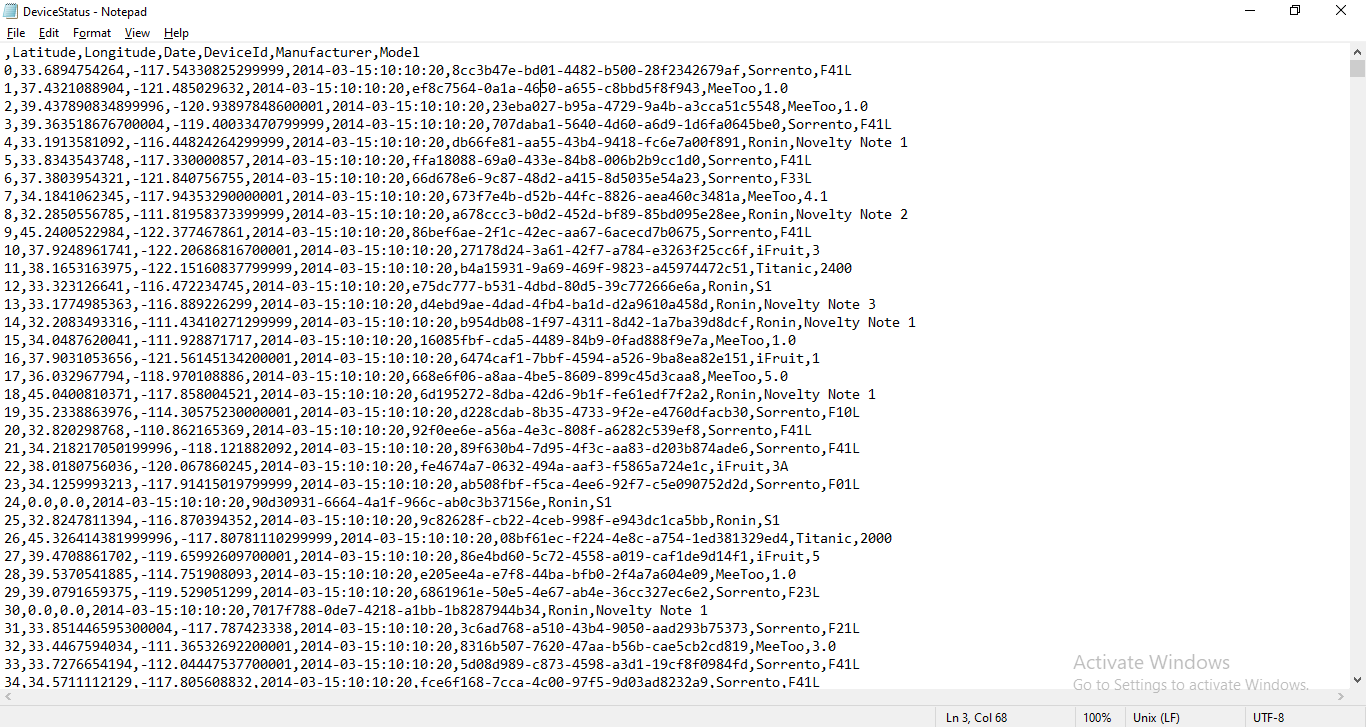 DeviceStatus - Notepad
File Edit Format View Help
,Latitude,Longitude,Date,DeviceId,Manufacturer,Model
0,33.6894754264,-117.54330825299999,2014-03-15:10:10:20,8cc3b47e-bd01-4482-b500-28f2342679af,Sorrento,F41L
1,37.4321088904,-121.485029632,2014-03-15:10:10:20,ef8c7564-0a1a-4650-a655-c8bbd5f8f943,MeeToo,1.0
2,39.437890834899996,-120.93897848600001,2014-03-15:10:10:20,23eba027-b95a-4729-9a4b-a3cca51c5548,MeeToo,1.0
3,39.363518676700004,-119.40033470799999,2014-03-15:10:10:20,707daba1-5640-4d60-a6d9-1d6fa0645be0,Sorrento,F41L
4,33.1913581092,-116.44824264299999,2014-03-15:10:10:20,db66fe81-aa55-43b4-9418-fc6e7a00f891,Ronin,Novelty Note 1
5,33.8343543748,-117.330000857,2014-03-15:10:10:20,ffa18088-69a0-433e-84b8-006b2b9cc1d0,Sorrento,F41L
6,37.3803954321,-121.840756755,2014-03-15:10:10:20,66d678e6-9c87-48d2-a415-8d5035e54a23,Sorrento,F33L
7,34.1841062345,-117.94353290000001,2014-03-15:10:10:20,673f7e4b-d52b-44fc-8826-aea460c3481a,MeeToo,4.1
8,32.2850556785,-111.81958373399999,2014-03-15:10:10:20,a678ccc3-b0d2-452d-bf89-85bd095e28ee,Ronin,Novelty Note 2
9,45.2400522984,-122.377467861,2014-03-15:10:10:20,86bef6ae-2f1c-42ec-aa67-6acecd7b0675,Sorrento,F41L
10,37.9248961741,-122.20686816700001,2014-03-15:10:10:20,27178d24-3a61-42f7-a784-e3263f25cc6f,iFruit,3
11,38.1653163975,-122.15160837799999,2014-03-15:10:10:20,b4a15931-9a69-469f-9823-a45974472c51,Titanic,2400
12,33.323126641,-116.472234745,2014-03-15:10:10:20,e75dc777-b531-4dbd-80d5-39c772666e6a,Ronin,S1
13,33.1774985363,-116.889226299,2014-03-15:10:10:20,d4ebd9ae-4dad-4fb4-ba1d-d2a9610a458d,Ronin,Novelty Note 3
14,32.2083493316,-111.43410271299999,2014-03-15:10:10:20,b954db08-1f97-4311-8d42-1a7ba39d8dcf,Ronin,Novelty Note 1
15,34.0487620041,-111.928871717,2014-03-15:10:10:20,16085fbf-cda5-4489-84b9-0fad888f9e7a,MeeToo,1.0
16,37.9031053656,-121.56145134200001,2014-03-15:10:10:20,6474caf1-7bbf-4594-a526-9ba8ea82e151,iFruit,1
17,36.032967794,-118.970108886,2014-03-15:10:10:20,668e6f06-a8aa-4be5-8609-899c45d3caa8,MeeToo,5.0
18,45.0400810371,-117.858004521,2014-03-15:10:10:20,6d195272-8dba-42d6-9b1f-fe61edf7f2a2,Ronin,Novelty Note 1
19,35.2338863976,-114.30575230000001,2014-03-15:10:10:20,d228cdab-8b35-4733-9f2e-e4760dfacb30,Sorrento,F10L
20,32.820298768,-110.862165369,2014-03-15:10:10:20,92f0ee6e-a56a-4e3c-808f-a6282c539ef8,Sorrento,F41L
21,34.218217050199996,-118.121882092,2014-03-15:10:10:20,89f630b4-7d95-4f3c-aa83-d203b874ade6,Sorrento,F41L
22,38.0180756036,-120.067860245,2014-03-15:10:10:20,fe4674a7-0632-494a-aaf3-f5865a724e1c,iFruit,3A
23,34.1259993213,-117.91415019799999,2014-03-15:10:10:20,ab508fbf-f5ca-4ee6-92f7-c5e090752d2d,Sorrento,F01L
24,0.0,0.0,2014-03-15:10:10:20,90d30931-6664-4a1f-966c-ab0c3b37156e,Ronin,S1
25,32.8247811394,-116.870394352,2014-03-15:10:10:20,9c82628f-cb22-4ceb-998f-e943dc1ca5bb,Ronin,S1
26,45.326414381999996,-117.80781110299999,2014-03-15:10:10:20,08bf61ec-f224-4e8c-a754-1ed381329ed4,Titanic,2000
27,39.4708861702,-119.65992609700001,2014-03-15:10:10:20,86e4bd60-5c72-4558-a019-caf1de9d14f1,iFruit,5
28,39.5370541885,-114.751908093,2014-03-15:10:10:20,e205ee4a-e7f8-44ba-bfb0-2f4a7a604e09,MeeToo,1.0
29,39.0791659375,-119.529051299,2014-03-15:10:10:20,6861961e-50e5-4e67-ab4e-36cc327ec6e2,Sorrento,F23L
30,0.0,0.0,2014-03-15:10:10:20,7017f788-0de7-4218-a1bb-1b8287944b34,Ronin,Novelty Note 1
31,33.851446595300004,-117.787423338,2014-03-15:10:10:20,3c6ad768-a510-43b4-9050-aad293b75373,Sorrento,F21L
32,33.4467594034,-111.36532692200001,2014-03-15:10:10:20,8316b507-7620-47aa-b56b-cae5cb2cd819,MeeToo,3.0
33,33.7276654194,-112.04447537700001,2014-03-15:10:10:20,5d08d989-c873-4598-a3d1-19cf8f0984fd,Sorrento,F41L
34,34.5711112129,-117.805608832,2014-03-15:10:10:20,fce6f168-7cca-4c00-97f5-9d03ad8232a9,Sorrento,F41L
Activate Windows
Go to Settings to activate Windows.
Ln 3, Col 68 100% Unix (LF) UTF-8